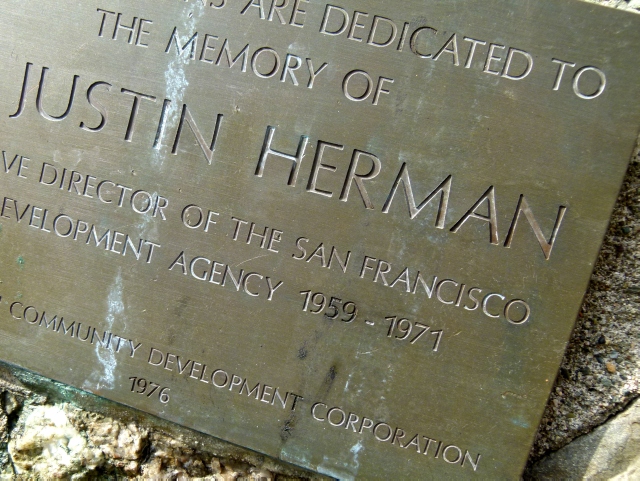 ARE DEDICATED TO
THE MEMORY OF
JUSTIN HERMAN
VE DIRECTOR OF THE SAN FRANCISCO
EVELOPMENT AGENCY 1959 - 1971
COMMUNITY DEVELOPMENT CORPORATION
1976